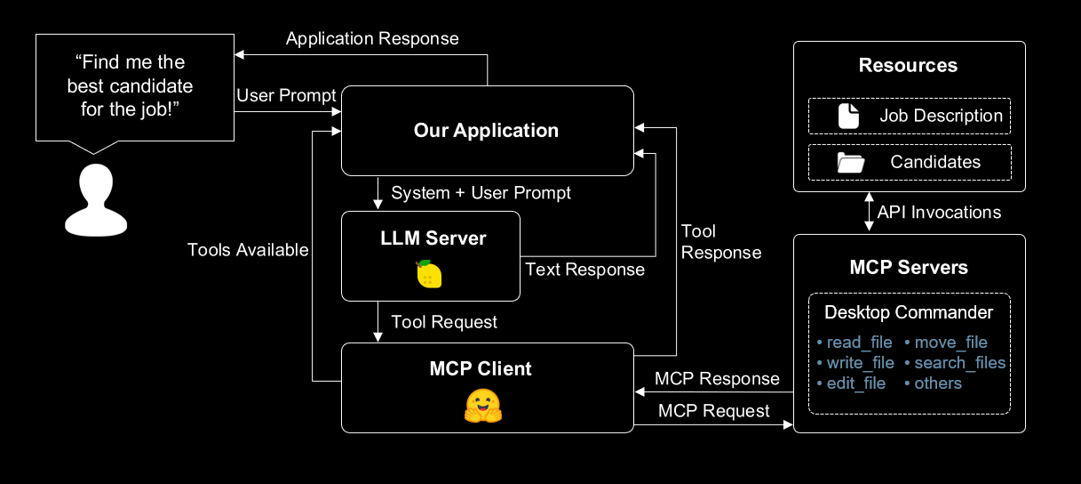 Application Response
“Find me the
best candidate
for the job!”
User Prompt
Our Application
System + User Prompt
LLM Server
Tools Available
Text Response
Tool
Response
Tool Request
MCP Client
MCP Response
MCP Request
Resources
Job Description
Candidates
API Invocations
MCP Servers
Desktop Commander
• read_file • move_file
• write_file • search_files
• edit_file • others